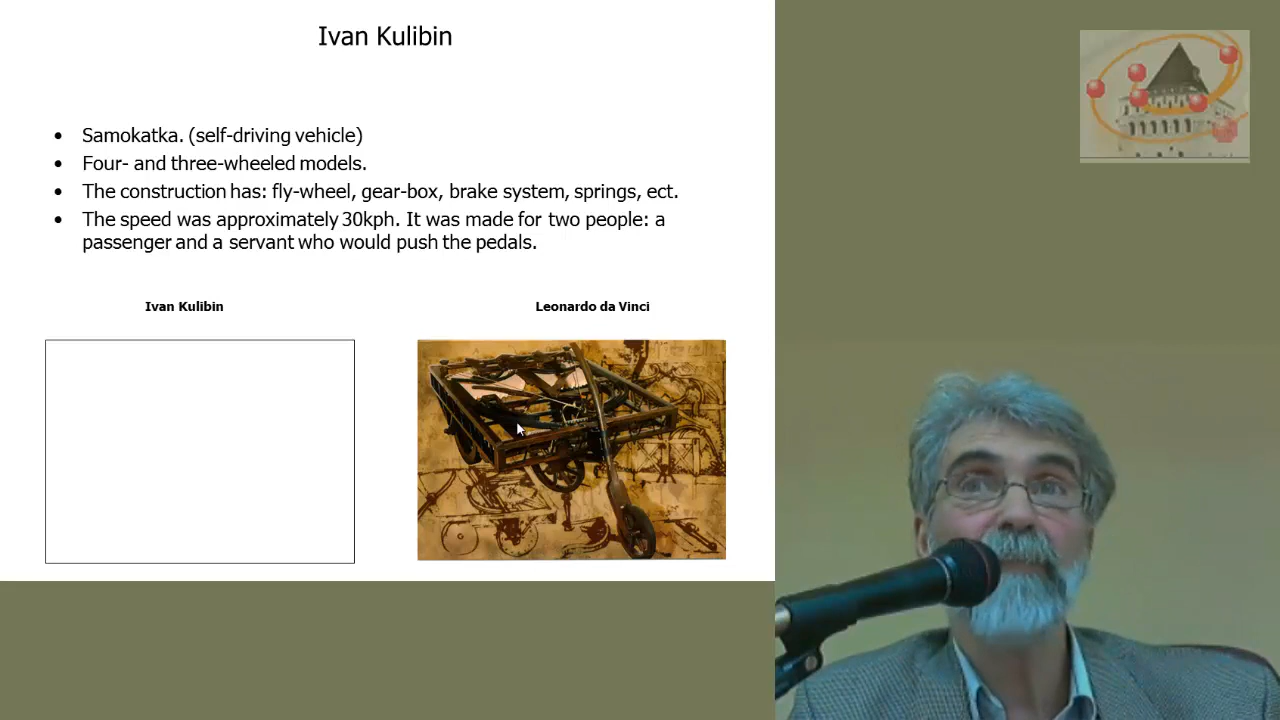 Ivan Kulibin
• Samokatka. (self-driving vehicle)
• Four- and three-wheeled models.
• The construction has: fly-wheel, gear-box, brake system, springs, ect.
• The speed was approximately 30kph. It was made for two people: a
passenger and a servant who would push the pedals.
Ivan Kulibin
Leonardo da Vinci